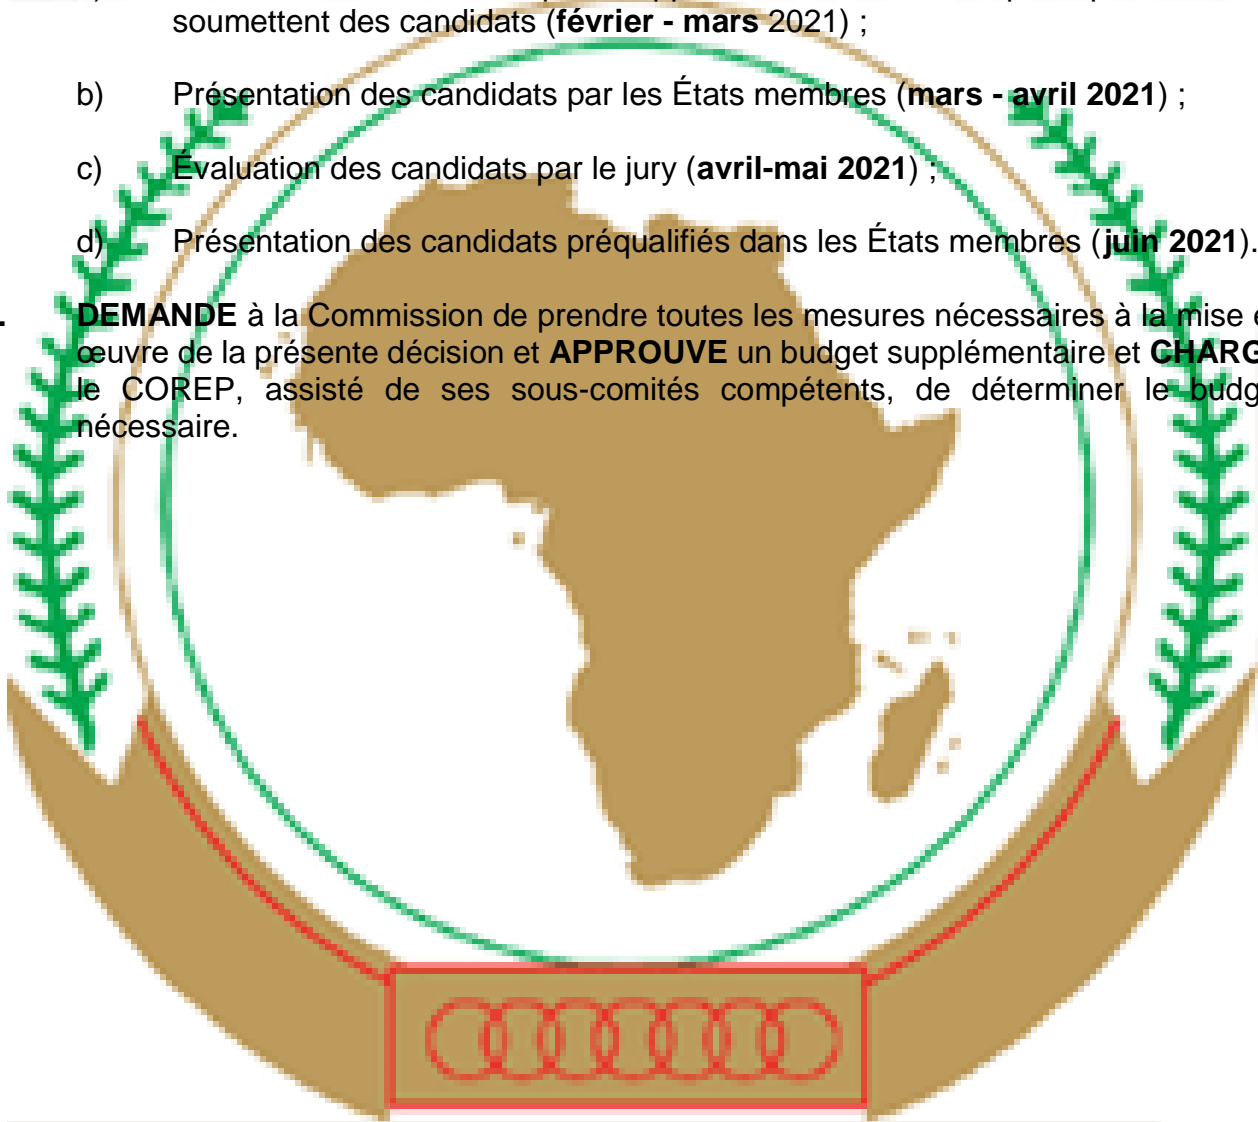 soumettent des candidats (février - mars 2021) ;
b) Présentation des candidats par les États membres (mars - avril 2021) ;
c) Évaluation des candidats par le jury (avril-mai 2021) ;
d) Présentation des candidats préqualifiés dans les États membres (juin 2021).
DEMANDE à la Commission de prendre toutes les mesures nécessaires à la mise
œuvre de la présente décision et APPROUVE un budget supplémentaire et
le COREP, assisté de ses sous-comités compétents, de déterminer le
nécessaire.